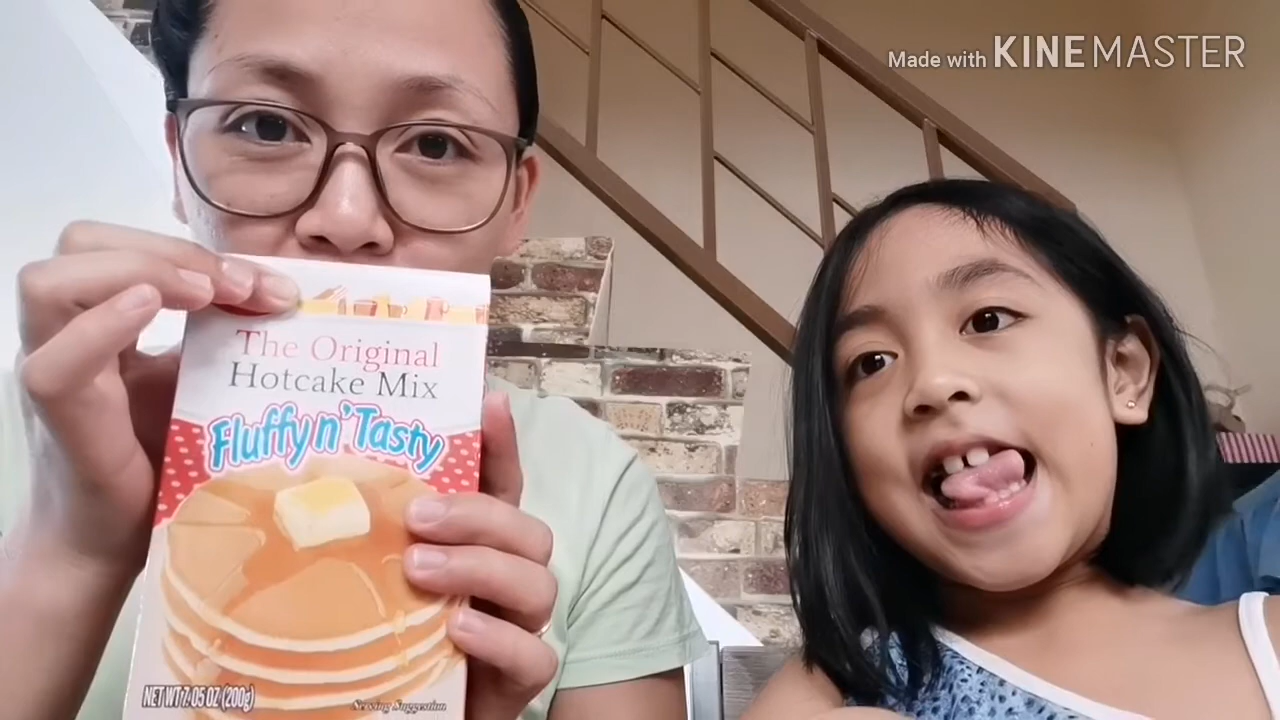 Made with KINEMASTER
The Original
Hotcake Mix
Fluffy n' Tasty
NET WT 7.05 OZ (200g)
Serving Suggestion